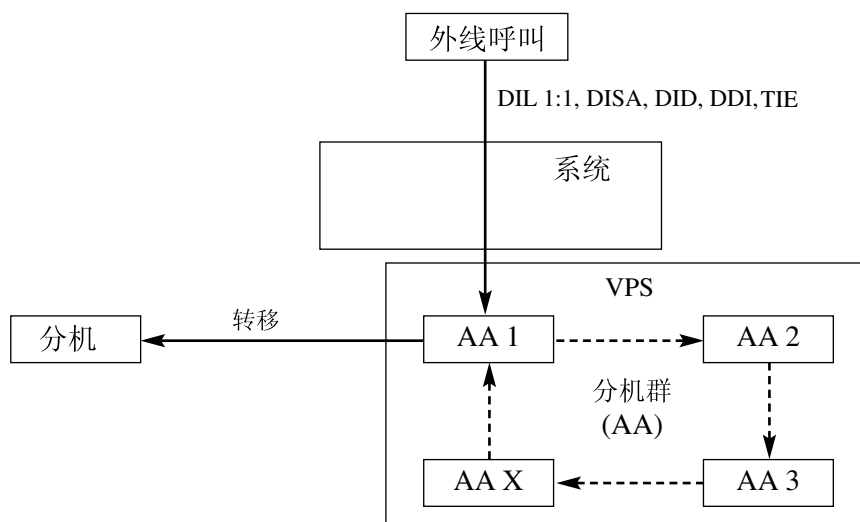 外线呼叫
DIL 1:1, DISA, DID, DDI, TIE
系统
VPS
分机
转移
AA 1
AA 2
分机群
(AA)
AA X
AA 3